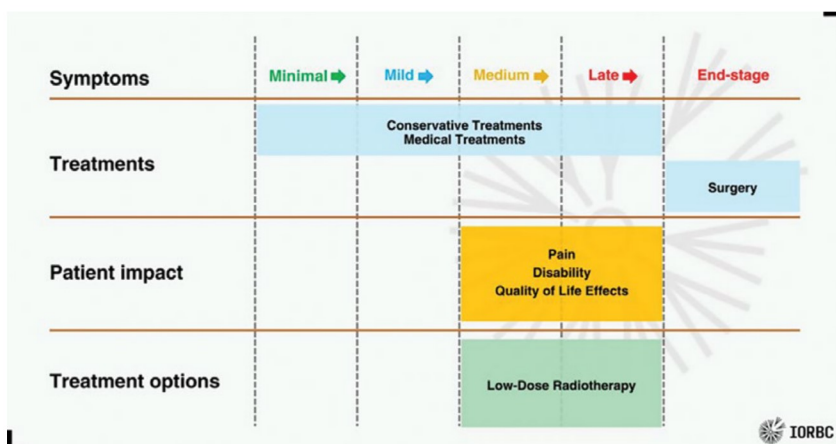 Symptoms Minimal Mild Medium Late End-stage
Treatments
Conservative Treatments
Medical Treatments
Surgery
Patient impact
Pain
Disability
Quality of Life Effects
Treatment options
Low-Dose Radiotherapy
IORBC